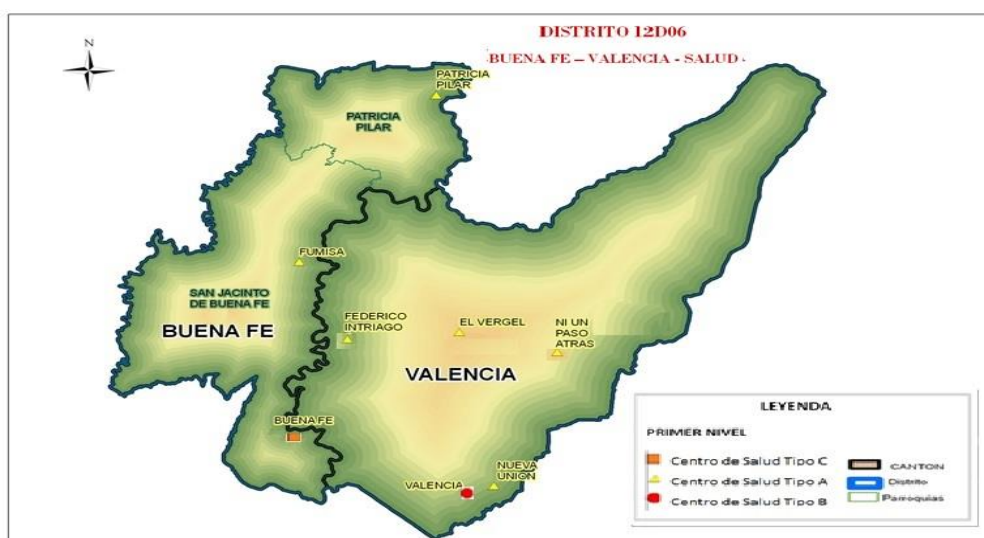 DISTRITO 12D06
BUENA FE – VALENCIA - SALUD
N
PATRICIA
PILAR
PATRICIA
PILAR
FUMISA
SAN JACINTO
DE BUENA FE
BUENA FE
FEDERICO
INTRIAGO
EL VERGEL
NI UN
PASO
ATRAS
VALENCIA
BUENA FE
NUEVA
UNION
VALENCIA
LEYENDA
PRIMER NIVEL
Centro de Salud Tipo C
Centro de Salud Tipo A
Centro de Salud Tipo B
CANTON
Distrito
Parroquias